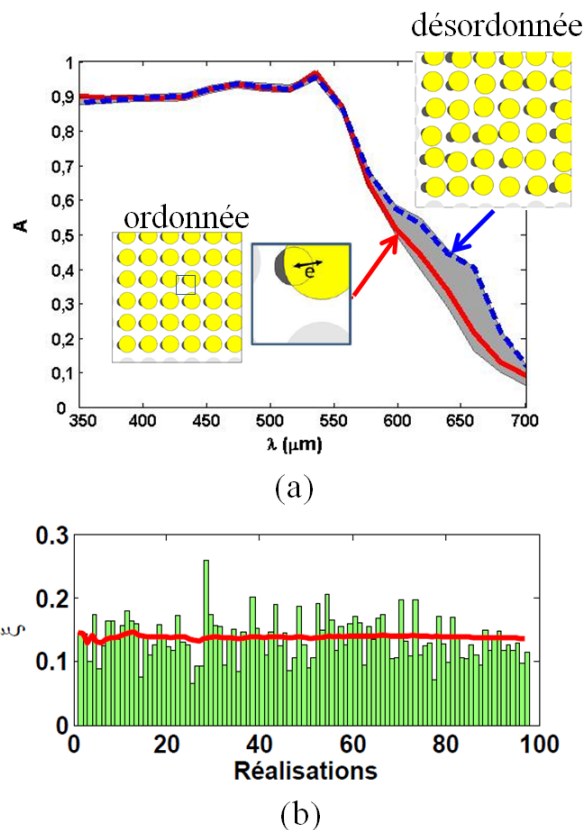 (a)
désordonnée
1
0,9
0,8
0,7
0,6
0,5
0,4
0,3
0,2
0,1
0
A
ordonnée
e
350 400 450 500 550 600 650 700
λ (μm)
(a)
0.3
0.2
0.1
0
ξ
0 20 40 60 80 100
Réalisations
(b)